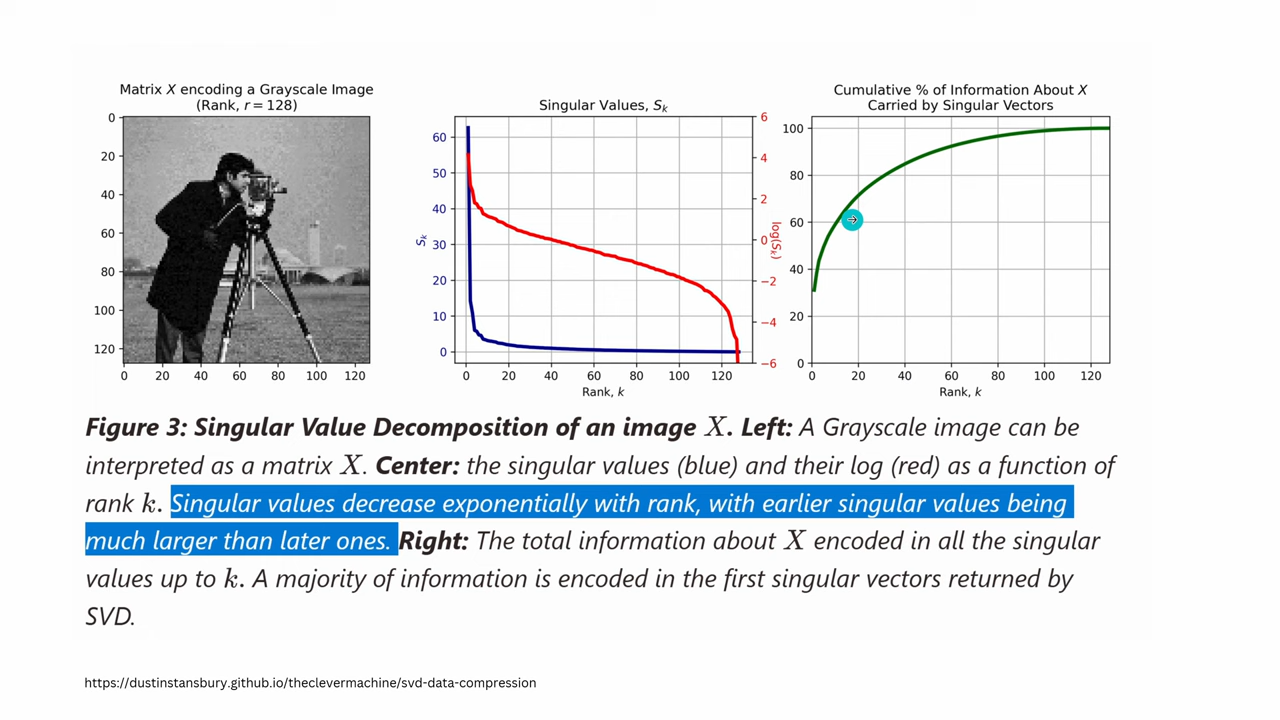 Matrix X encoding a Grayscale Image
(Rank, r = 128)
0
20
40
60
80
100
120
0 20 40 60 80 100 120
Singular Values, Sk
60
50
40
30
20
10
0
Sk
6
4
2
0
−2
−4
−6
log(Sk)
0 20 40 60 80 100 120
Rank, k
Cumulative % of Information About X
Carried by Singular Vectors
100
80
60
40
20
0
0 20 40 60 80 100 120
Rank, k
Figure 3: Singular Value Decomposition of an image X. Left: A Grayscale image can be
interpreted as a matrix X. Center: the singular values (blue) and their log (red) as a function of
rank k. Singular values decrease exponentially with rank, with earlier singular values being
much larger than later ones. Right: The total information about X encoded in all the singular
values up to k. A majority of information is encoded in the first singular vectors returned by
SVD.
https://dustinstansbury.github.io/theclevermachine/svd-data-compression